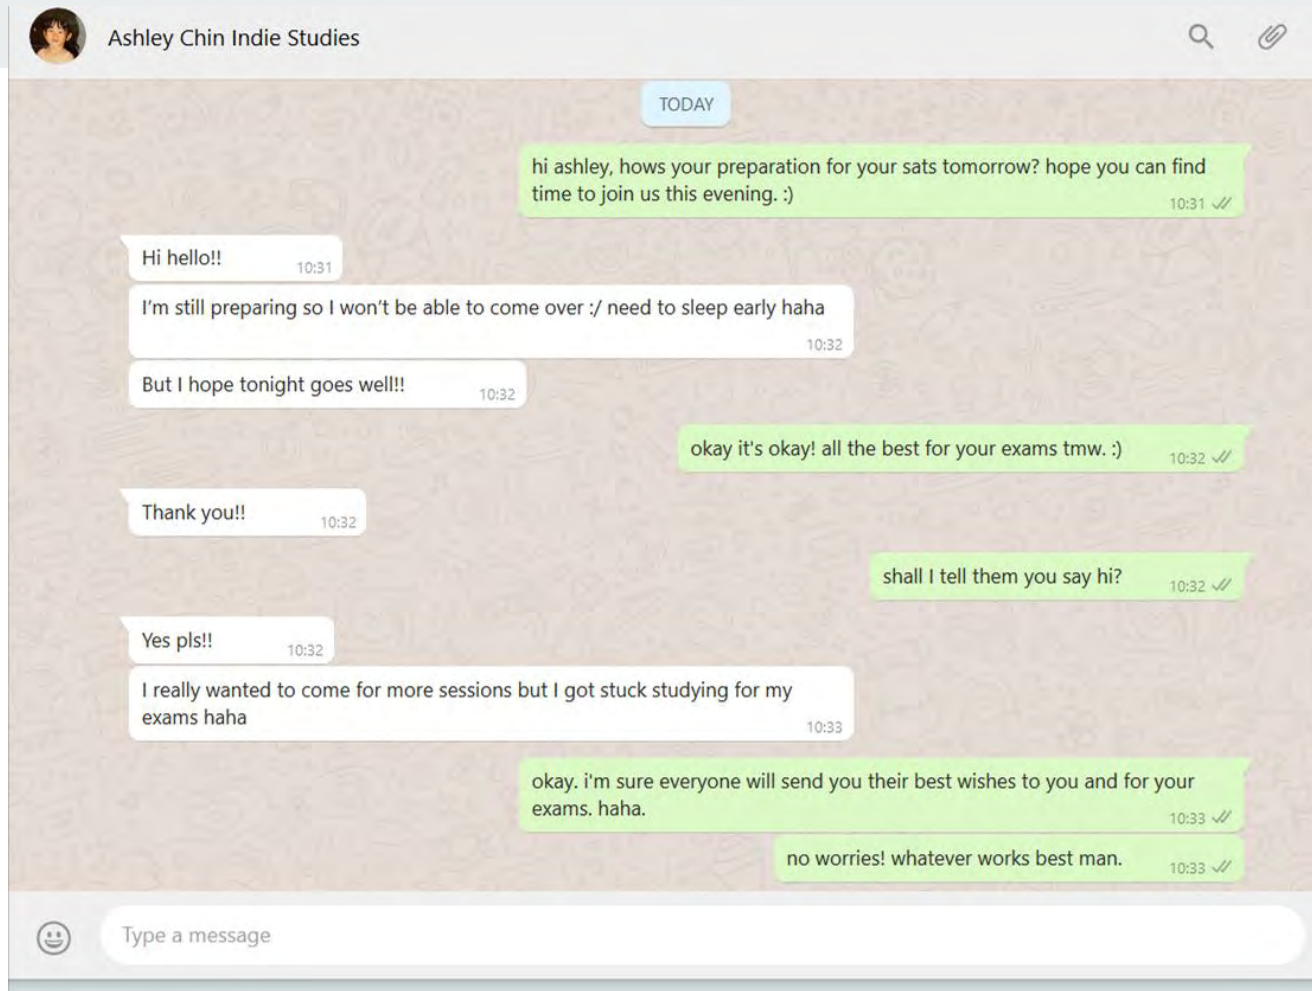 Ashley Chin Indie Studies
TODAY
hi ashley, hows your preparation for your sats tomorrow? hope you can find
time to join us this evening. :)
10:31
Hi hello!!
10:31
I'm still preparing so I won't be able to come over :/ need to sleep early haha
10:32
But I hope tonight goes well!!
10:32
okay it's okay! all the best for your exams tmw. :)
10:32
Thank you!!
10:32
shall I tell them you say hi?
10:32
Yes pls!!
10:32
I really wanted to come for more sessions but I got stuck studying for my
exams haha
10:33
okay. i'm sure everyone will send you their best wishes to you and for your
exams. haha.
10:33
no worries! whatever works best man.
10:33
Type a message